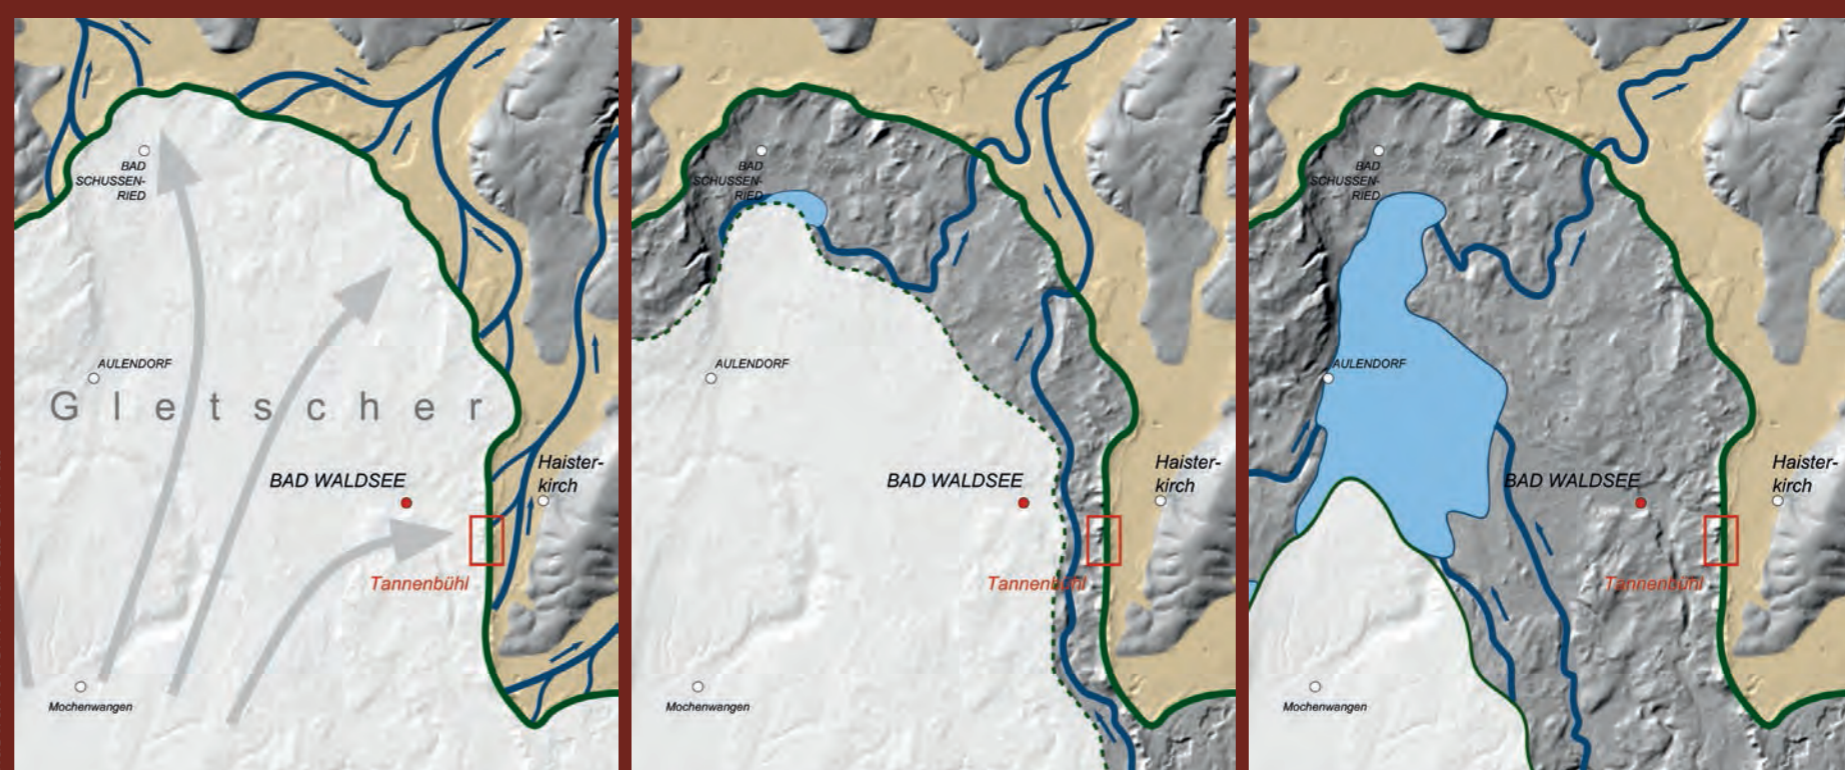 BAD
SCHUSSEN-
RIED
AULENDORF
Gletscher
BAD WALDSEE
Haister-
kirch
Tannenbühl
Mochenwangen
BAD
SCHUSSEN-
RIED
AULENDORF
BAD WALDSEE
Haister-
kirch
Tannenbühl
Mochenwangen
BAD
SCHUSSEN-
RIED
AULENDORF
BAD WALDSEE
Haister-
kirch
Tannenbühl
Mochenwangen